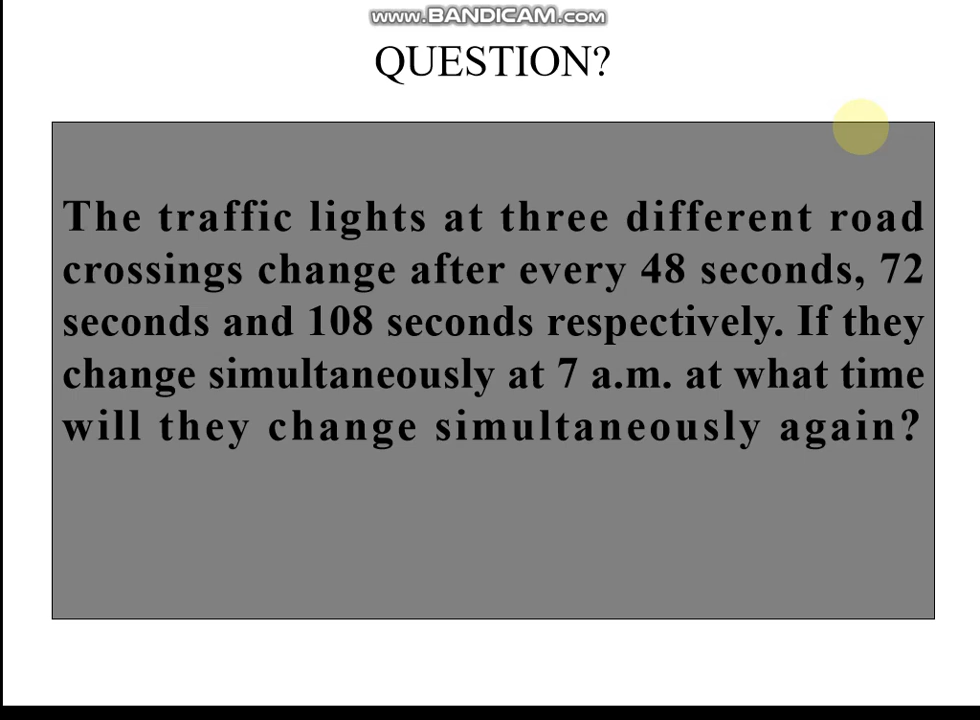 www.BANDICAM.com
QUESTION?
The traffic lights at three different road
crossings change after every 48 seconds, 72
seconds and 108 seconds respectively. If they
change simultaneously at 7 a.m. at what time
will they change simultaneously again?